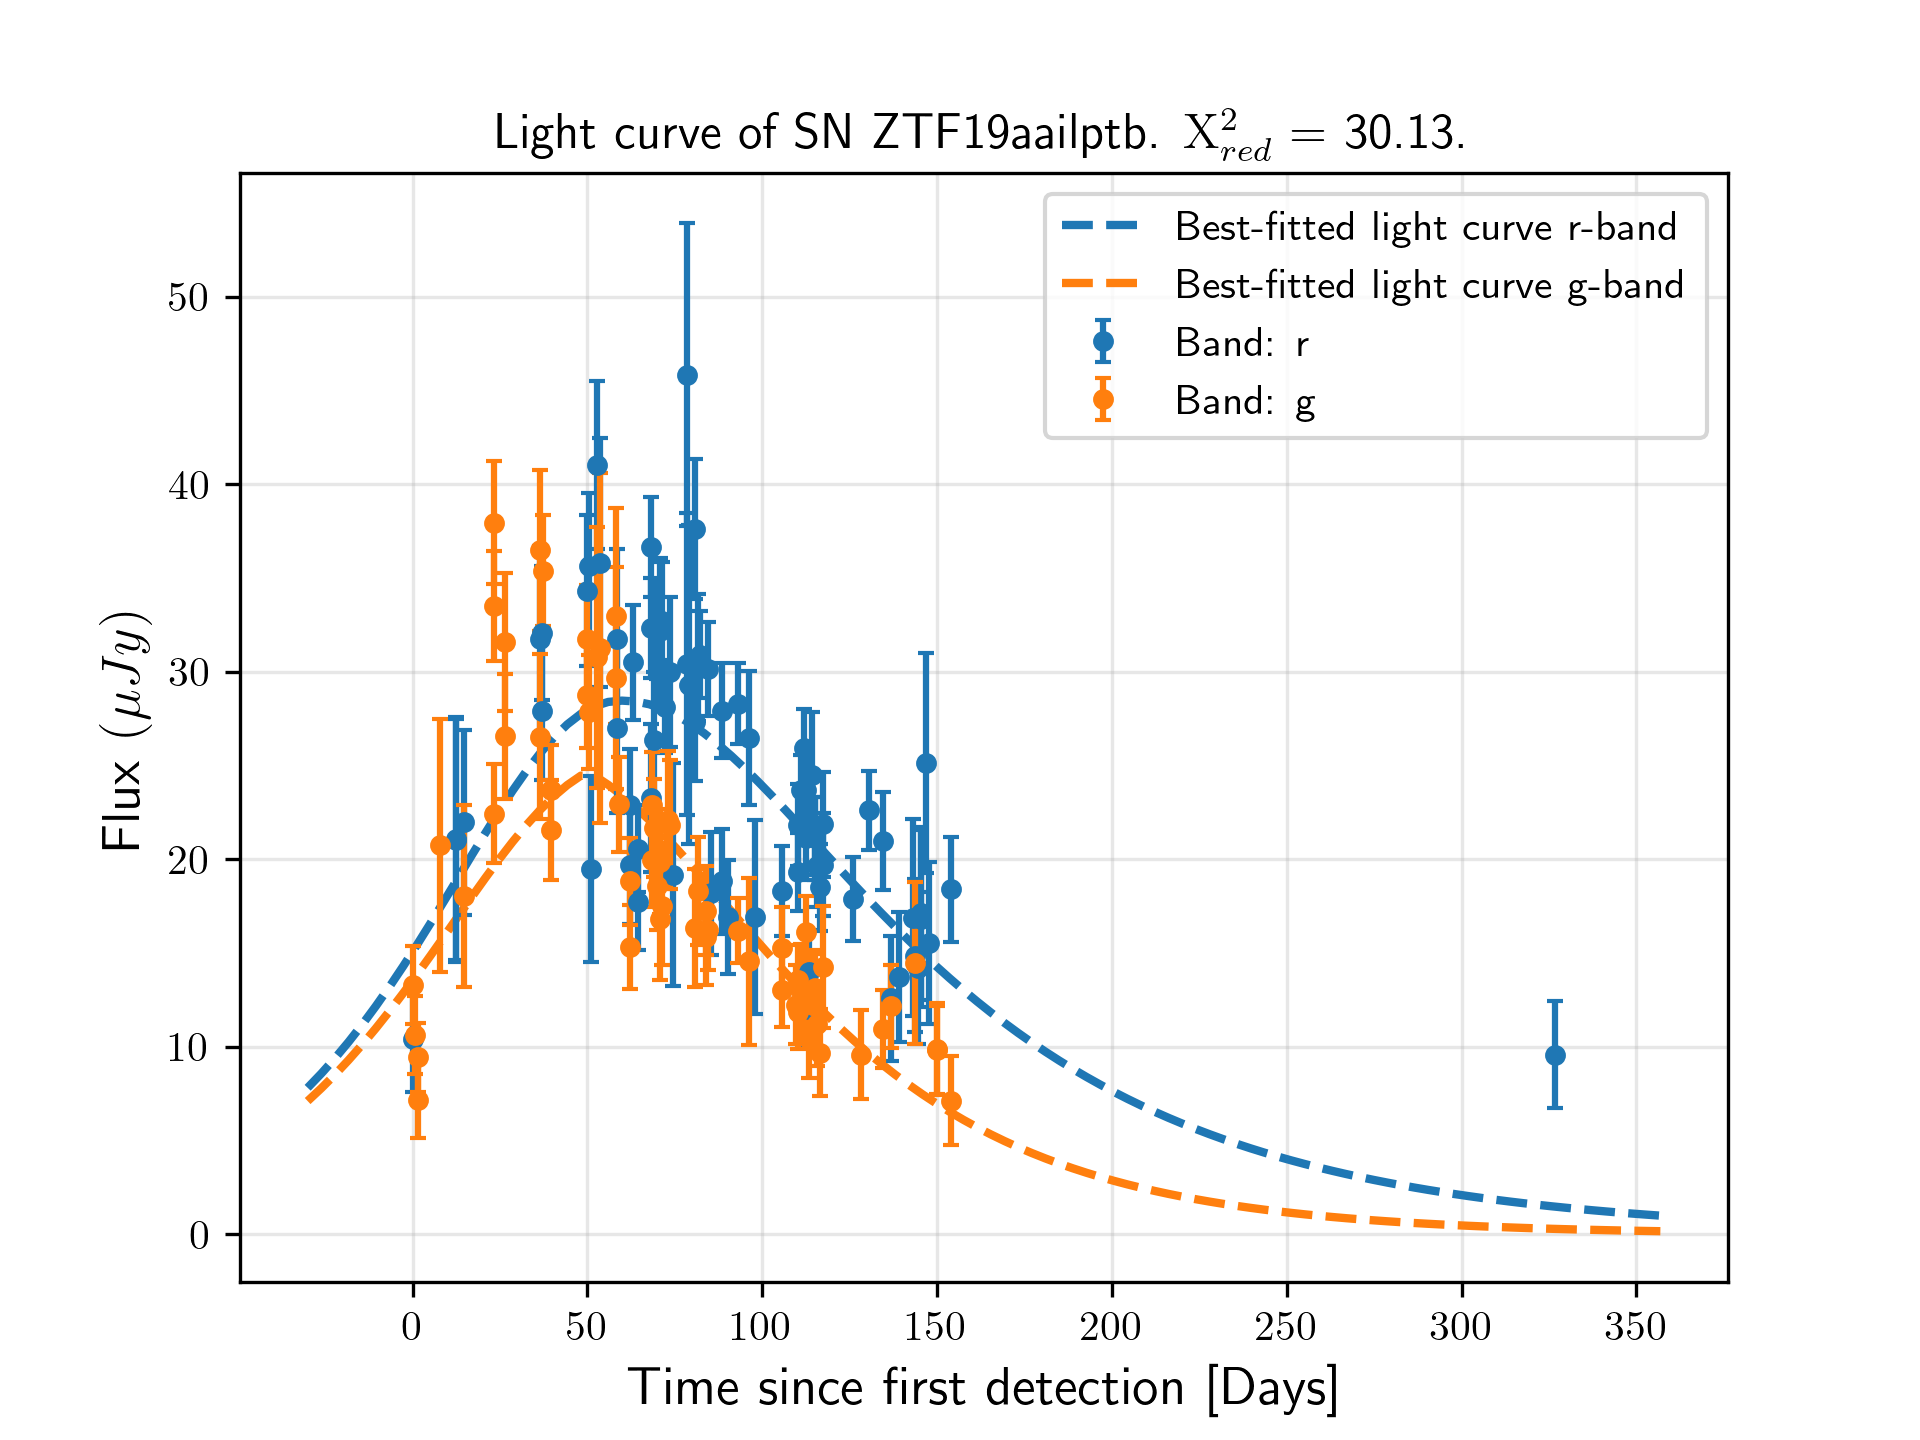 Light curve of SN ZTF19aailptb. X²_red = 30.13.
Best-fitted light curve r-band
Best-fitted light curve g-band
Band: r
Band: g
50
40
30
20
10
0
Flux (μJy)
0 50 100 150 200 250 300 350
Time since first detection [Days]